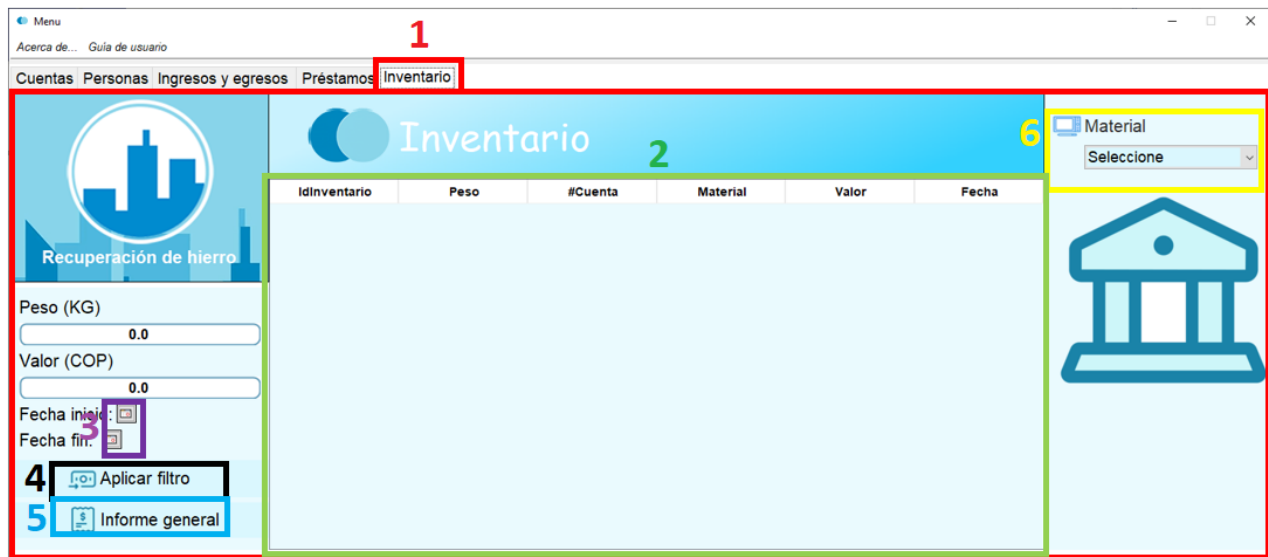 Menu
Acerca de... Guia de usuario
1
Cuentas Personas Ingresos y egresos Préstamos Inventario
Recuperación de hierro
Inventario
2
IdInventario Peso #Cuenta Material Valor Fecha
6
Material
Seleccione
Peso (KG)
0.0
Valor (COP)
0.0
Fecha inicio:
3
Fecha fin:
4
Aplicar filtro
5
Informe general